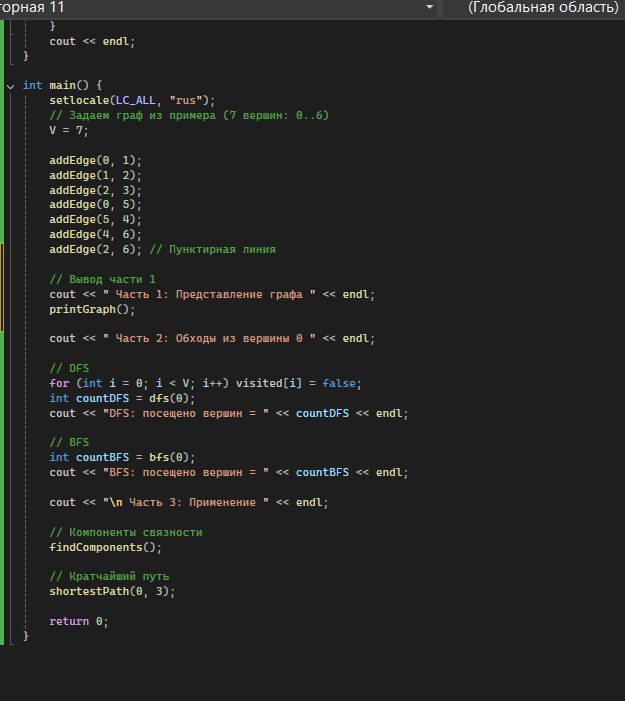 торная 11 (Глобальная область)
}
cout << endl;
}
int main() {
setlocale(LC_ALL, "rus");
// Задаем граф из примера (7 вершин: 0..6)
V = 7;
addEdge(0, 1);
addEdge(1, 2);
addEdge(2, 3);
addEdge(0, 5);
addEdge(5, 4);
addEdge(4, 6);
addEdge(2, 6); // Пунктирная линия
// Вывод части 1
cout << " Часть 1: Представление графа " << endl;
printGraph();
cout << " Часть 2: Обходы из вершины 0 " << endl;
// DFS
for (int i = 0; i < V; i++) visited[i] = false;
int countDFS = dfs(0);
cout << "DFS: посещено вершин = " << countDFS << endl;
// BFS
int countBFS = bfs(0);
cout << "BFS: посещено вершин = " << countBFS << endl;
cout << "\n Часть 3: Применение " << endl;
// Компоненты связности
findComponents();
// Кратчайший путь
shortestPath(0, 3);
return 0;
}